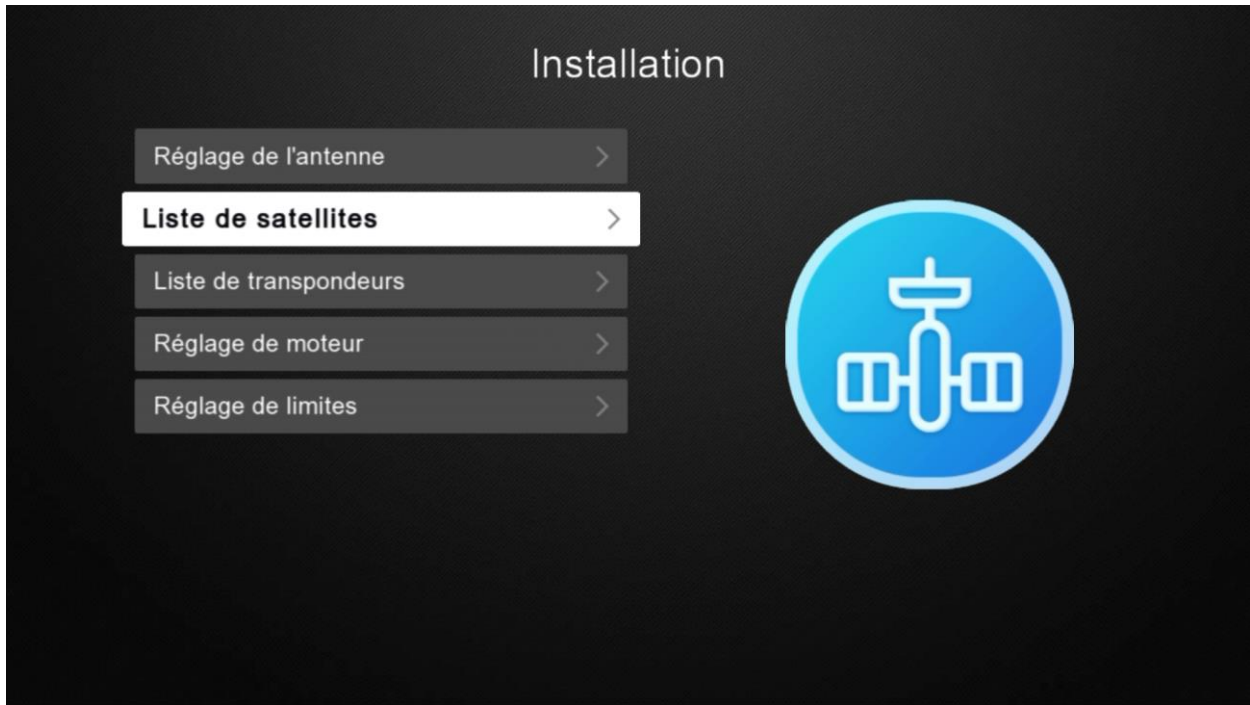 Installation
Réglage de l'antenne
Liste de satellites
Liste de transpondeurs
Réglage de moteur
Réglage de limites